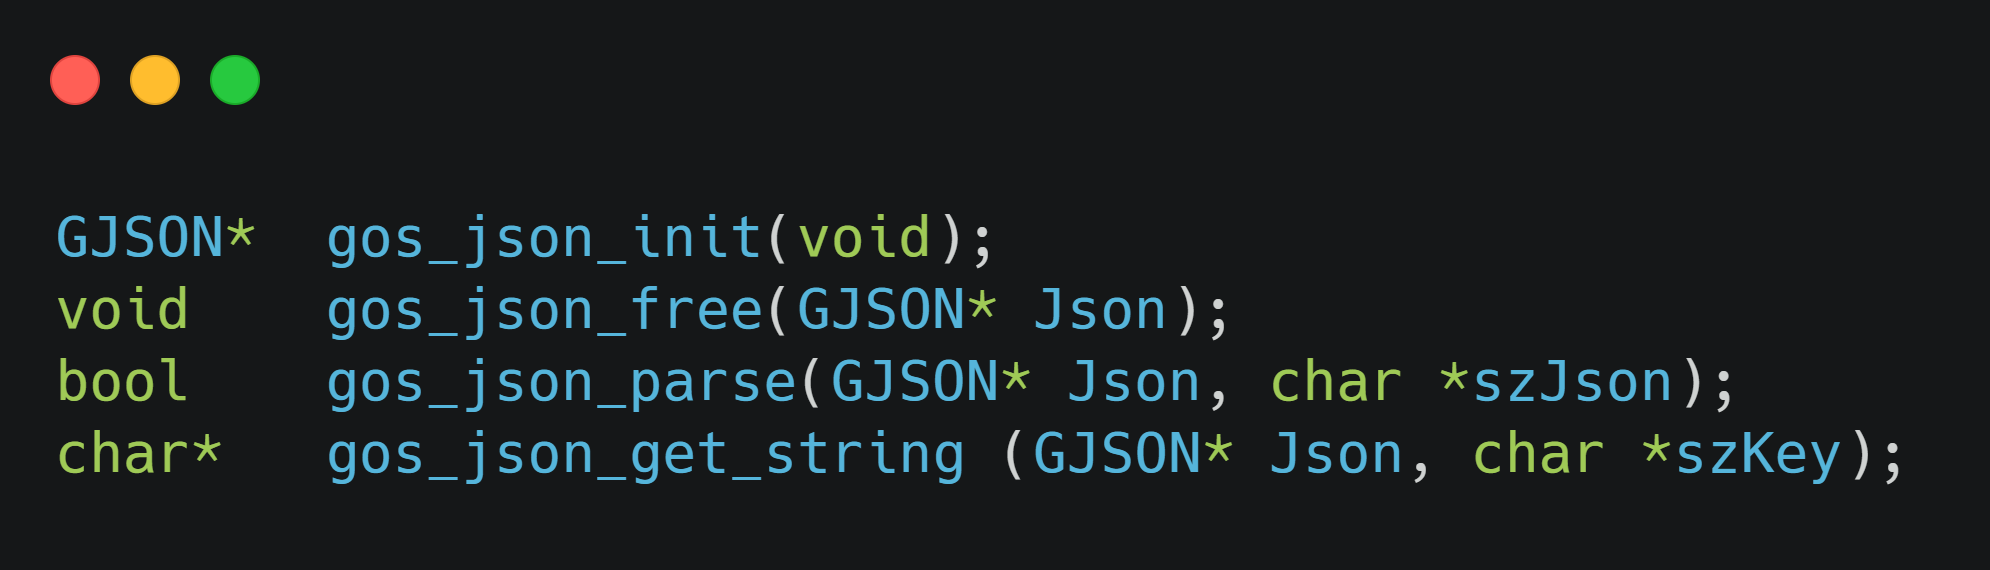 GJSON*  gos_json_init(void);
void    gos_json_free(GJSON* Json);
bool    gos_json_parse(GJSON* Json, char *szJson);
char*   gos_json_get_string (GJSON* Json, char *szKey);